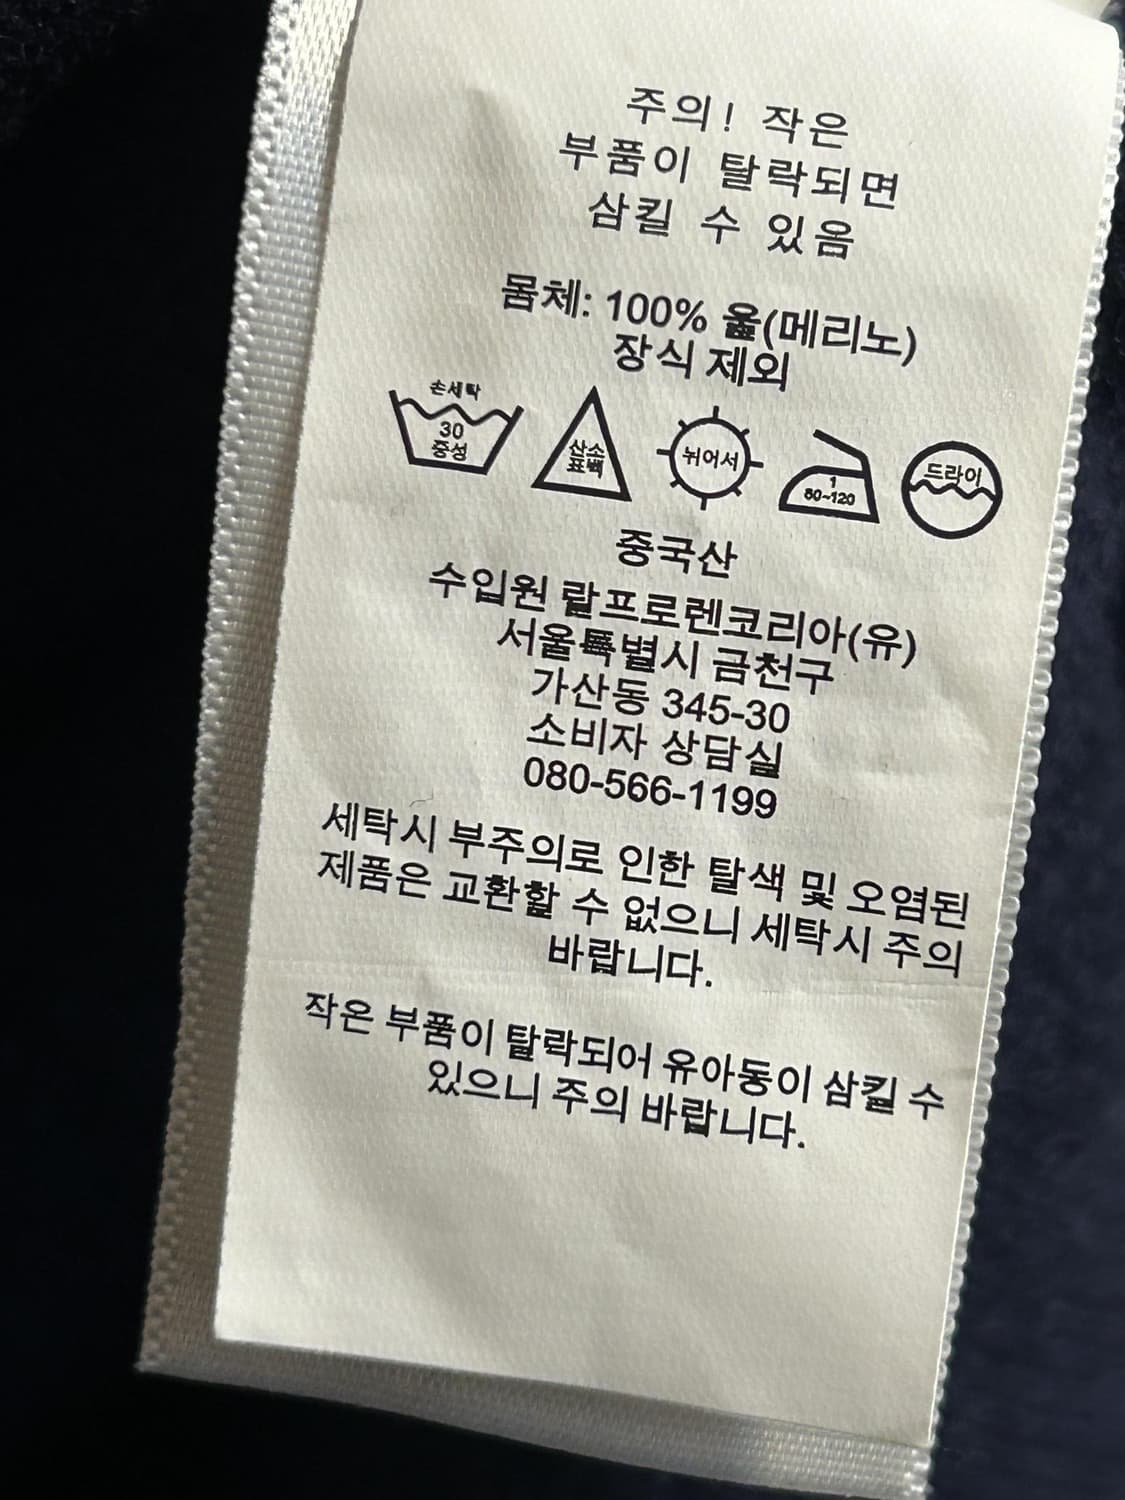 주의! 작은
부품이 탈락되면
삼킬 수 있음
몸체: 100% 울(메리노)
장식 제외
손세탁
30
중성
산소
표백
뉘어서
1
80~120
드라이
중국산
수입원 랄프로렌코리아(유)
서울특별시 금천구
가산동 345-30
소비자 상담실
080-566-1199
세탁시 부주의로 인한 탈색 및 오염된
제품은 교환할 수 없으니 세탁시 주의
바랍니다.
작은 부품이 탈락되어 유아동이 삼킬 수
있으니 주의 바랍니다.